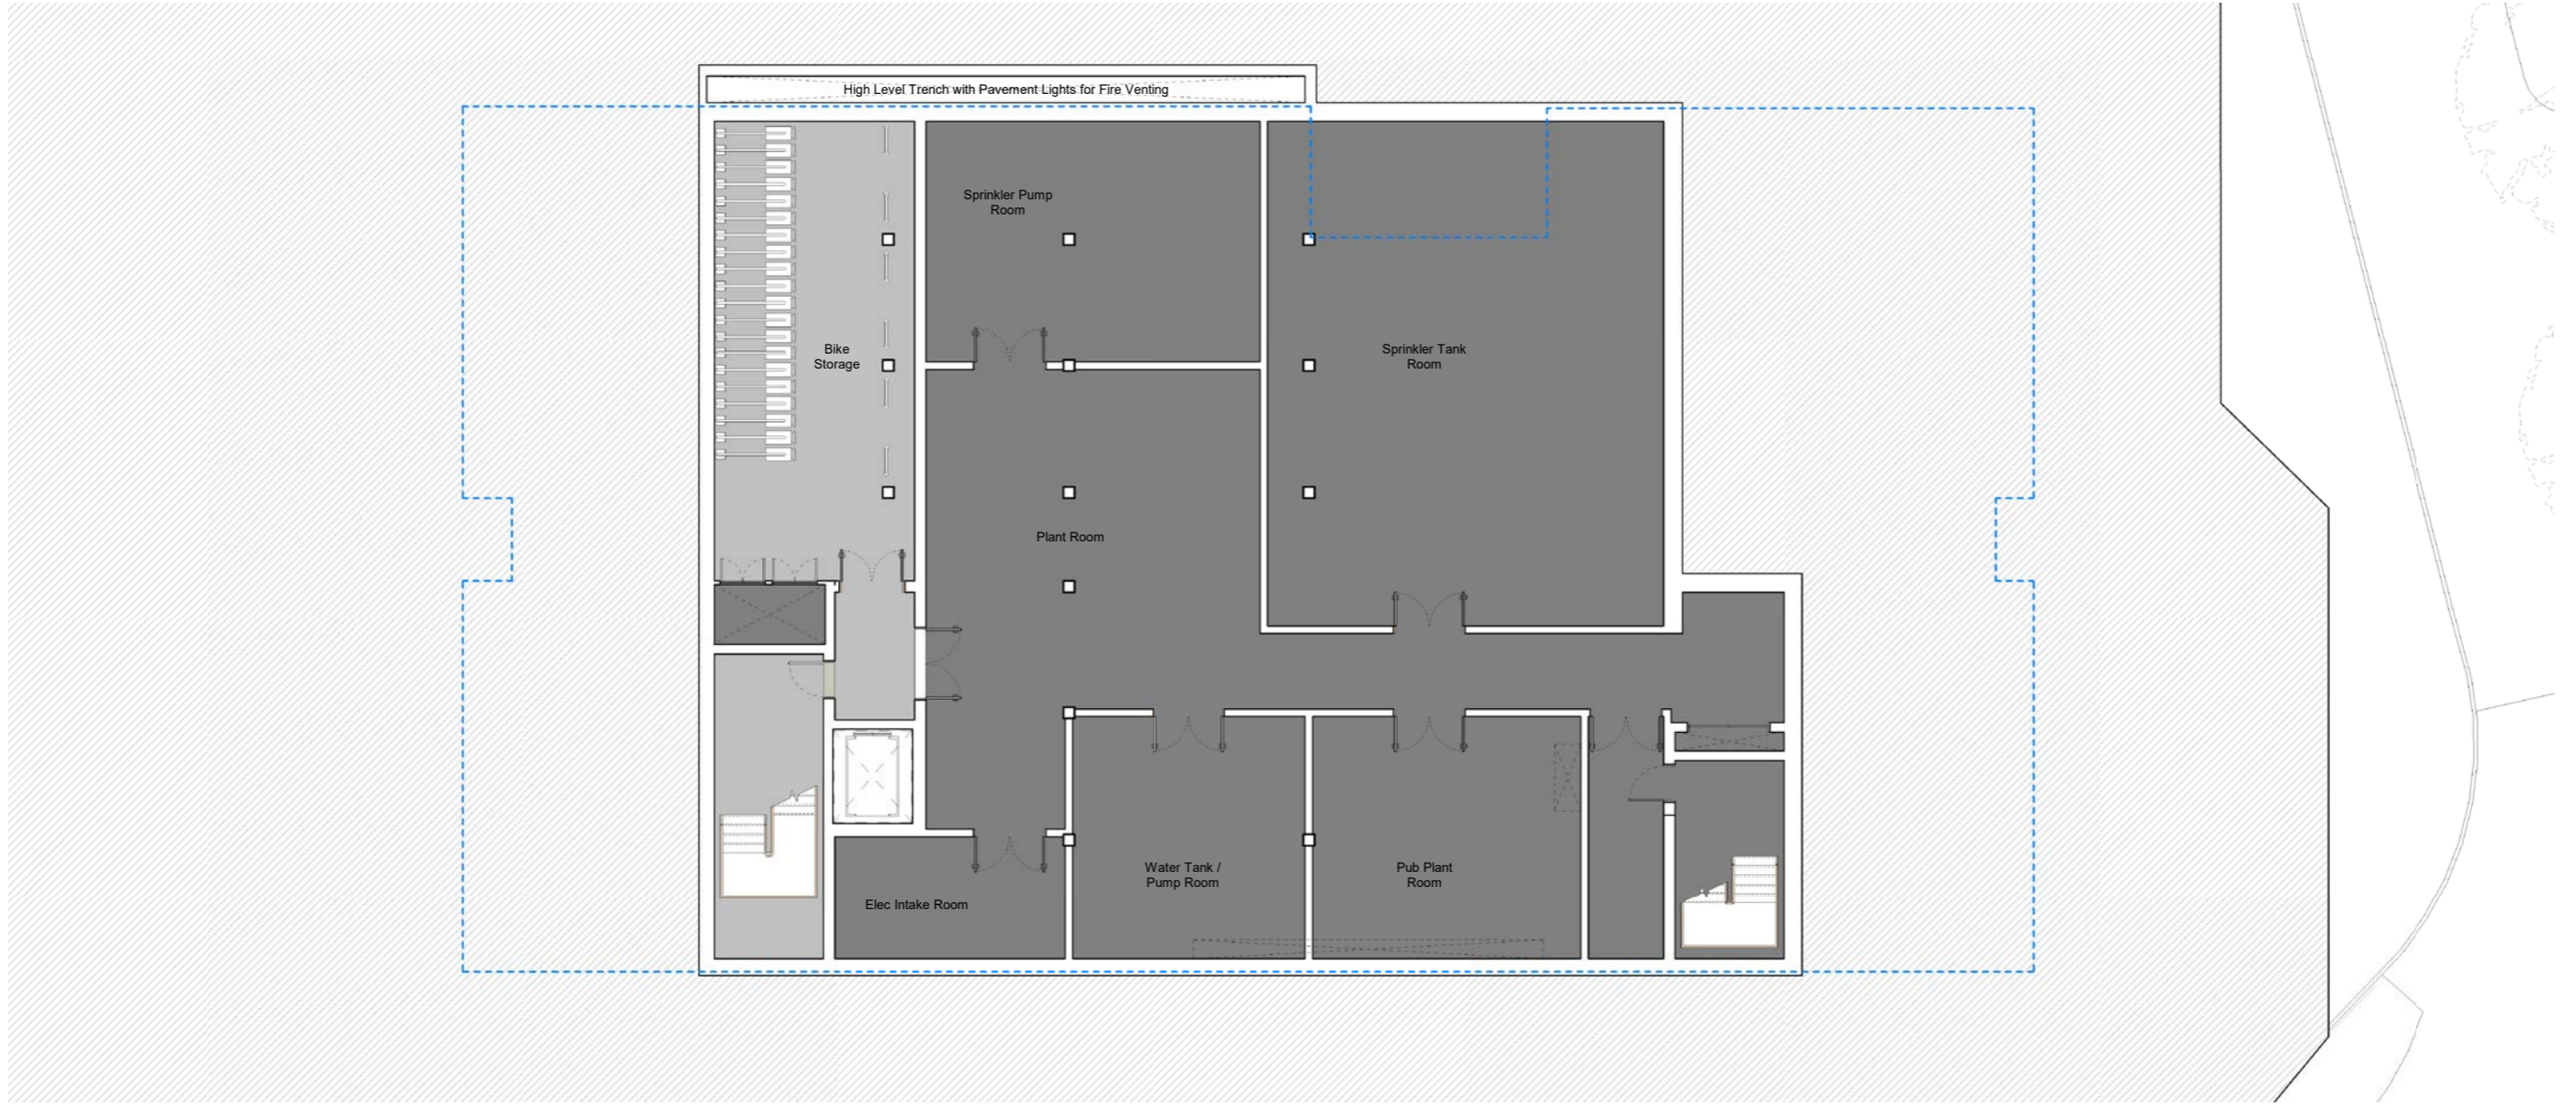 High Level Trench with Pavement Lights for Fire Venting
Sprinkler Pump
Room
Bike
Storage
Sprinkler Tank
Room
Plant Room
Water Tank /
Pump Room
Pub Plant
Room
Elec Intake Room